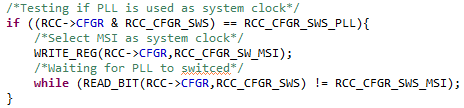 /*Testing if PLL is used as system clock*/
if ((RCC->CFGR & RCC_CFGR_SWS) == RCC_CFGR_SWS_PLL){
/*Select MSI as system clock*/
WRITE_REG(RCC->CFGR,RCC_CFGR_SW_MSI);
/*Waiting for PLL to switced*/
while (READ_BIT(RCC->CFGR,RCC_CFGR_SWS) != RCC_CFGR_SWS_MSI);
}